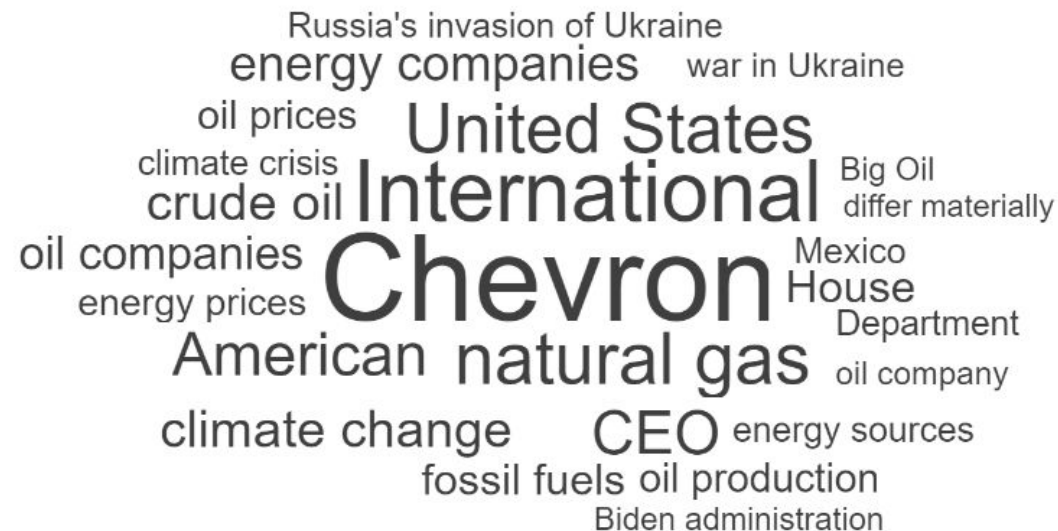 Russia's invasion of Ukraine
energy companies
war in Ukraine
oil prices
United States
climate crisis
International
Big Oil
crude oil
differ materially
oil companies
Chevron
Mexico
House
energy prices
Department
American
natural gas
oil company
climate change
CEO
energy sources
fossil fuels
oil production
Biden administration